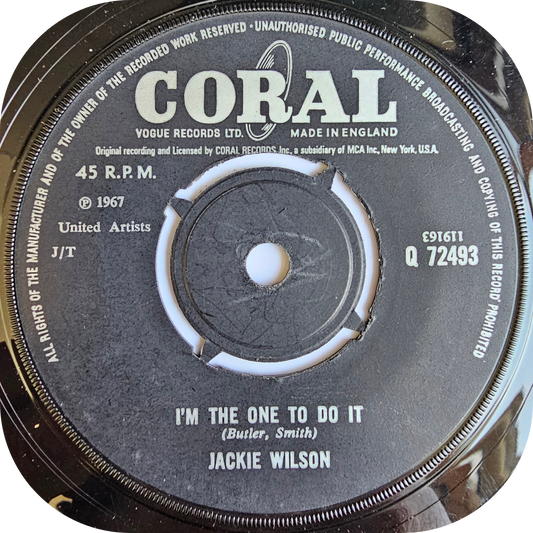 ALL RIGHTS OF THE MANUFACTURER AND OF THE OWNER OF THE RECORDED WORK RESERVED · UNAUTHORISED PUBLIC PERFORMANCE BROADCASTING AND COPYING OF THIS RECORD PROHIBITED
CORAL
VOGUE RECORDS LTD. MADE IN ENGLAND
Original recording and Licensed by CORAL RECORDS Inc., a subsidiary of MCA Inc., New York, U.S.A.
45 R.P.M.
℗ 1967
United Artists
J/T
119163
Q 72493
I'M THE ONE TO DO IT
(Butler, Smith)
JACKIE WILSON